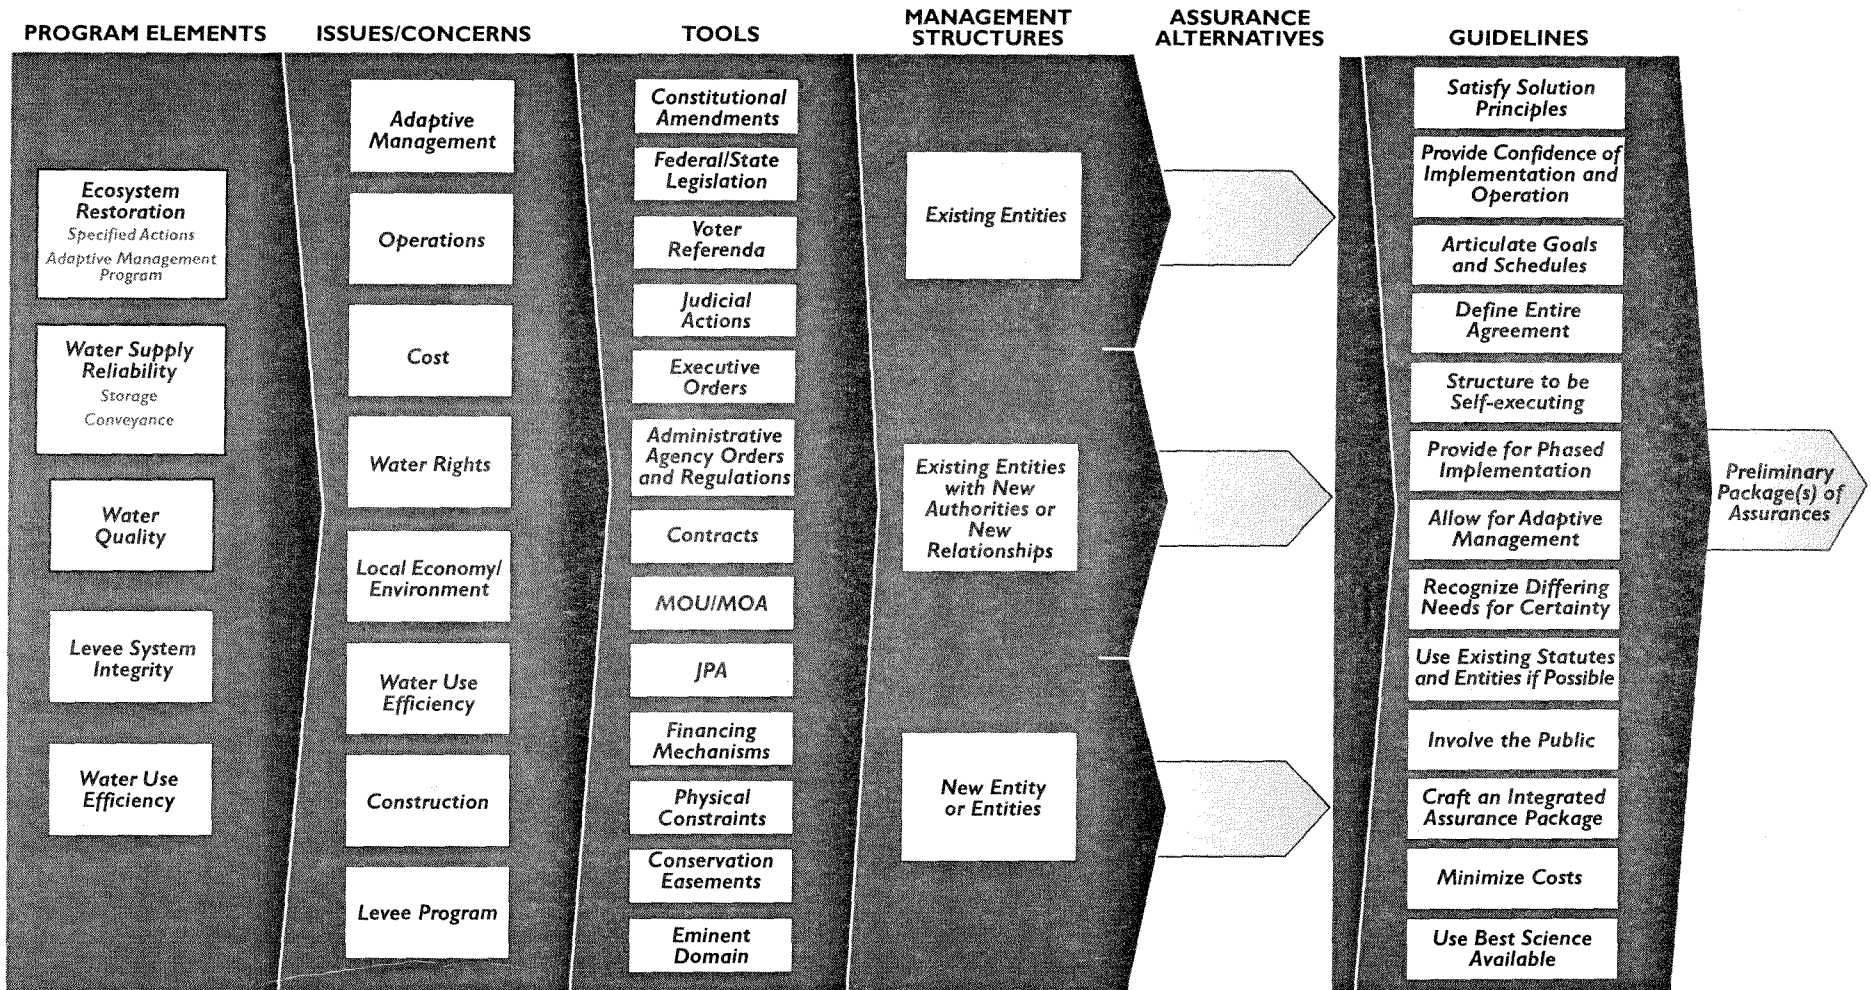 PROGRAM ELEMENTS
Ecosystem
Restoration
Specified Actions
Adaptive Management
Program
Water Supply
Reliability
Storage
Conveyance
Water
Quality
Levee System
Integrity
Water Use
Efficiency
ISSUES/CONCERNS
Adaptive
Management
Operations
Cost
Water Rights
Local Economy/
Environment
Water Use
Efficiency
Construction
Levee Program
TOOLS
Constitutional
Amendments
Federal/State
Legislation
Voter
Referenda
Judicial
Actions
Executive
Orders
Administrative
Agency Orders
and Regulations
Contracts
MOU/MOA
JPA
Financing
Mechanisms
Physical
Constraints
Conservation
Easements
Eminent
Domain
MANAGEMENT
STRUCTURES
Existing Entities
Existing Entities
with New
Authorities or
New
Relationships
New Entity
or Entities
ASSURANCE
ALTERNATIVES
GUIDELINES
Satisfy Solution
Principles
Provide Confidence of
Implementation and
Operation
Articulate Goals
and Schedules
Define Entire
Agreement
Structure to be
Self-executing
Provide for Phased
Implementation
Allow for Adaptive
Management
Recognize Differing
Needs for Certainty
Use Existing Statutes
and Entities if Possible
Involve the Public
Craft an Integrated
Assurance Package
Minimize Costs
Use Best Science
Available
Preliminary
Package(s) of
Assurances